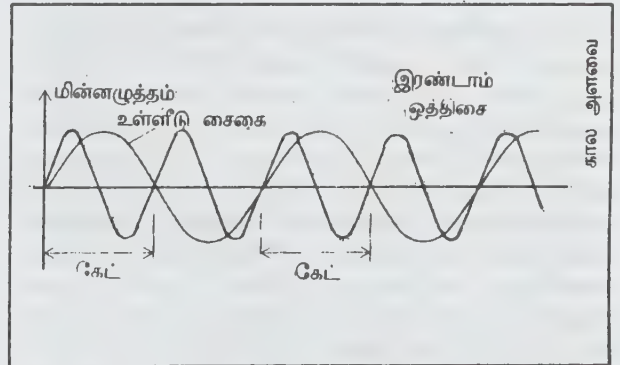 மின்னழுத்தம்
உள்ளீடு சைகை
இரண்டாம்
ஒத்திசை
கால அளவை
கேட்
கேட்